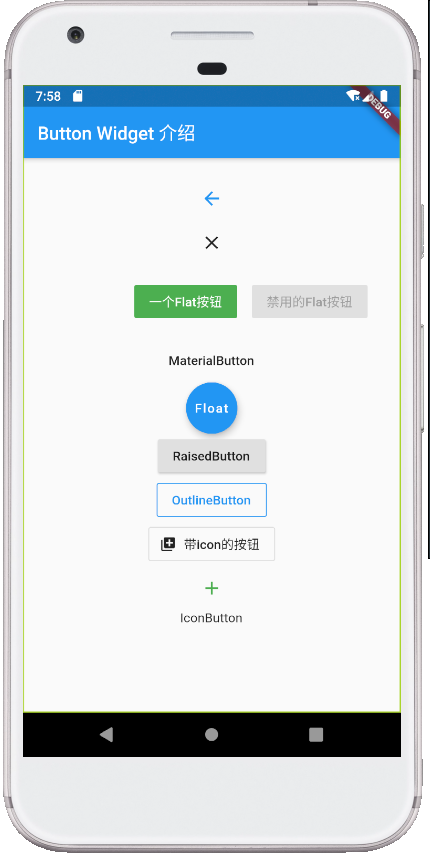 7:58
DEBUG
Button Widget 介绍
一个Flat按钮 禁用的Flat按钮
MaterialButton
Float
RaisedButton
OutlineButton
带icon的按钮
IconButton